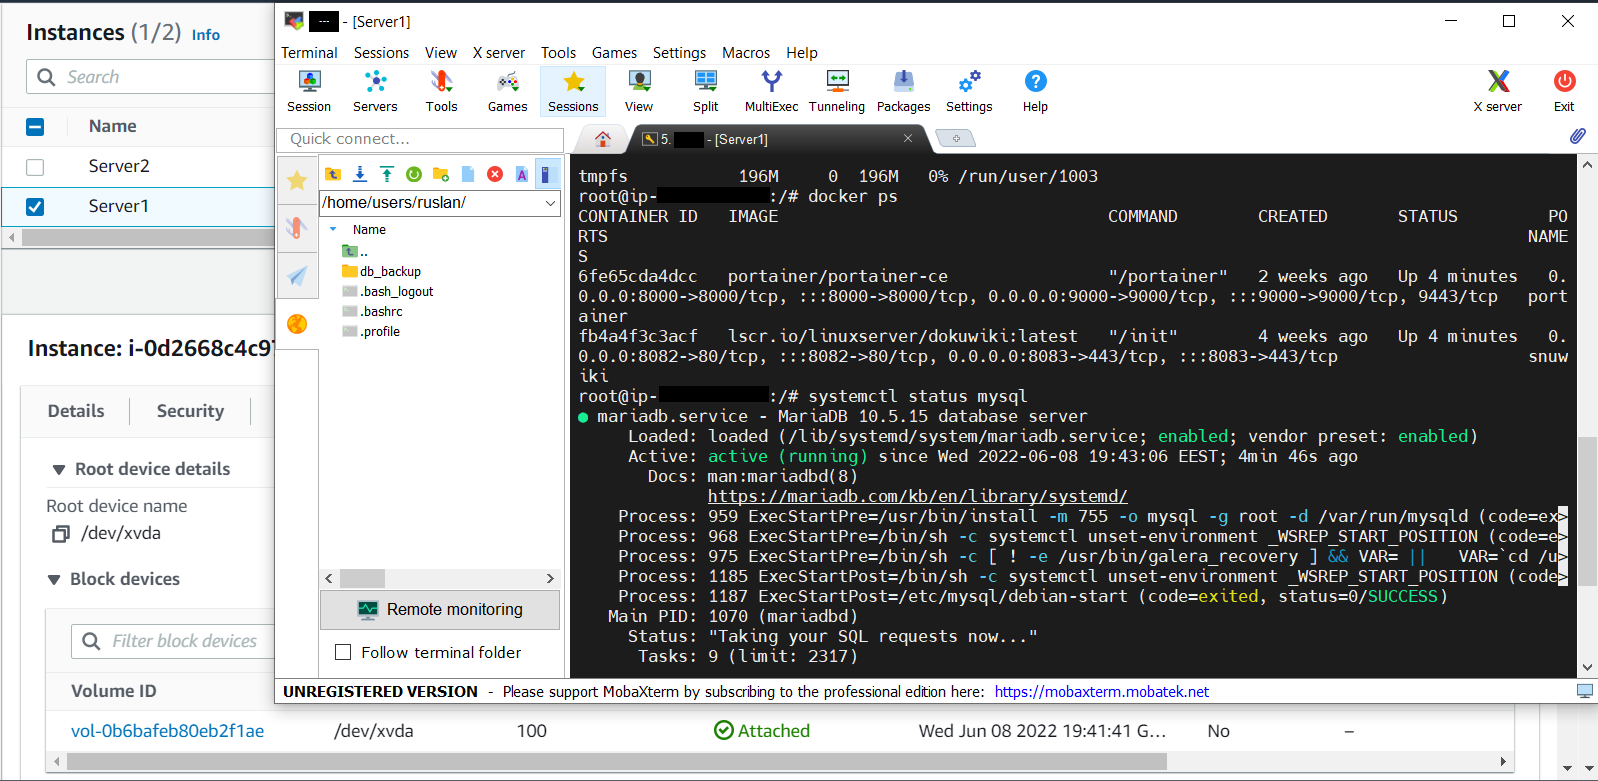 Instances (1/2) Info
Search
Name
Server2
Server1
Instance: i-0d2668c4c97
Details
Security
Root device details
Root device name
/dev/xvda
Block devices
Filter block devices
Volume ID
vol-0b6bafeb80eb2f1ae /dev/xvda 100 Attached Wed Jun 08 2022 19:41:41 G... No –
--- - [Server1]
Terminal Sessions View X server Tools Games Settings Macros Help
Session Servers Tools Games Sessions View Split MultiExec Tunneling Packages Settings Help X server Exit
Quick connect...
5. - [Server1]
/home/users/ruslan/
Name
..
db_backup
.bash_logout
.bashrc
.profile
Remote monitoring
Follow terminal folder
tmpfs 196M 0 196M 0% /run/user/1003
root@ip- :/# docker ps
CONTAINER ID IMAGE COMMAND CREATED STATUS PO
RTS NAME
S
6fe65cda4dcc portainer/portainer-ce "/portainer" 2 weeks ago Up 4 minutes 0.
0.0.0:8000->8000/tcp, :::8000->8000/tcp, 0.0.0.0:9000->9000/tcp, :::9000->9000/tcp, 9443/tcp port
ainer
fb4a4f3c3acf lscr.io/linuxserver/dokuwiki:latest "/init" 4 weeks ago Up 4 minutes 0.
0.0.0:8082->80/tcp, :::8082->80/tcp, 0.0.0.0:8083->443/tcp, :::8083->443/tcp snuw
iki
root@ip- :/# systemctl status mysql
● mariadb.service - MariaDB 10.5.15 database server
Loaded: loaded (/lib/systemd/system/mariadb.service; enabled; vendor preset: enabled)
Active: active (running) since Wed 2022-06-08 19:43:06 EEST; 4min 46s ago
Docs: man:mariadbd(8)
https://mariadb.com/kb/en/library/systemd/
Process: 959 ExecStartPre=/usr/bin/install -m 755 -o mysql -g root -d /var/run/mysqld (code=ex>
Process: 968 ExecStartPre=/bin/sh -c systemctl unset-environment _WSREP_START_POSITION (code=e>
Process: 975 ExecStartPre=/bin/sh -c [ ! -e /usr/bin/galera_recovery ] && VAR= || VAR=`cd /u>
Process: 1185 ExecStartPost=/bin/sh -c systemctl unset-environment _WSREP_START_POSITION (code>
Process: 1187 ExecStartPost=/etc/mysql/debian-start (code=exited, status=0/SUCCESS)
Main PID: 1070 (mariadbd)
Status: "Taking your SQL requests now..."
Tasks: 9 (limit: 2317)
UNREGISTERED VERSION - Please support MobaXterm by subscribing to the professional edition here: https://mobaxterm.mobatek.net